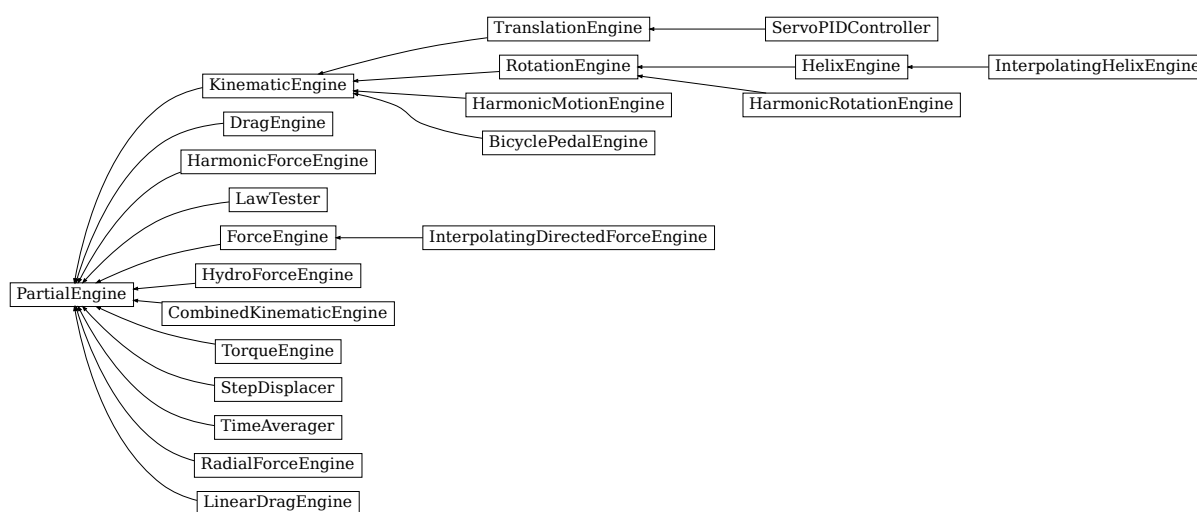 TranslationEngine
ServoPIDController
RotationEngine
HelixEngine
InterpolatingHelixEngine
KinematicEngine
HarmonicMotionEngine
HarmonicRotationEngine
DragEngine
BicyclePedalEngine
HarmonicForceEngine
LawTester
ForceEngine
InterpolatingDirectedForceEngine
HydroForceEngine
PartialEngine
CombinedKinematicEngine
TorqueEngine
StepDisplacer
TimeAverager
RadialForceEngine
LinearDragEngine